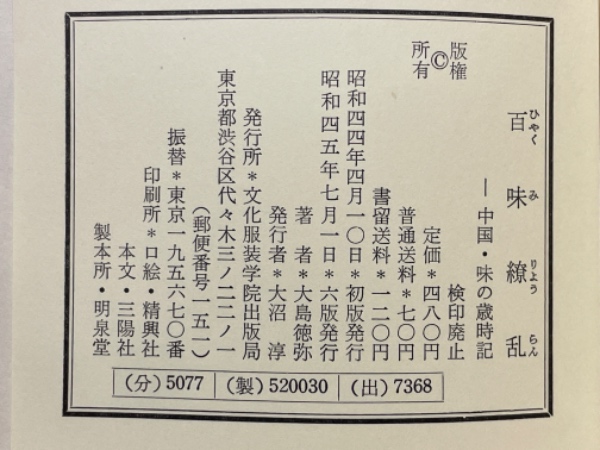 百味繚乱
ひゃくみりょうらん
―中国・味の歳時記
版権
©
所有
検印廃止
定価＊四八〇円
普通送料＊七〇円
書留送料＊一二〇円
昭和四四年四月一〇日＊初版発行
昭和四五年七月一日＊六版発行
著　者＊大島徳弥
発行者＊大沼　淳
発行所＊文化服装学院出版局
東京都渋谷区代々木三ノ二二ノ一
（郵便番号一五一）
振替＊東京一九五六七〇番
印刷所＊口絵・精興社
本文・三陽社
製本所・明泉堂
（分）5077｜（製）520030｜（出）7368